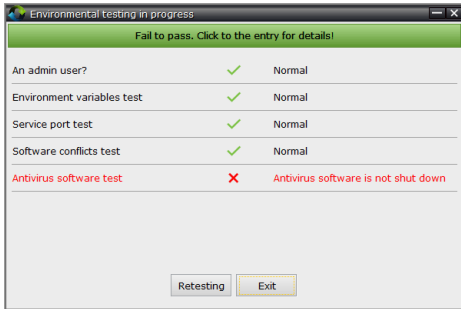 Environmental testing in progress
Fail to pass. Click to the entry for details!
An admin user? Normal
Environment variables test Normal
Service port test Normal
Software conflicts test Normal
Antivirus software test Antivirus software is not shut down
Retesting Exit